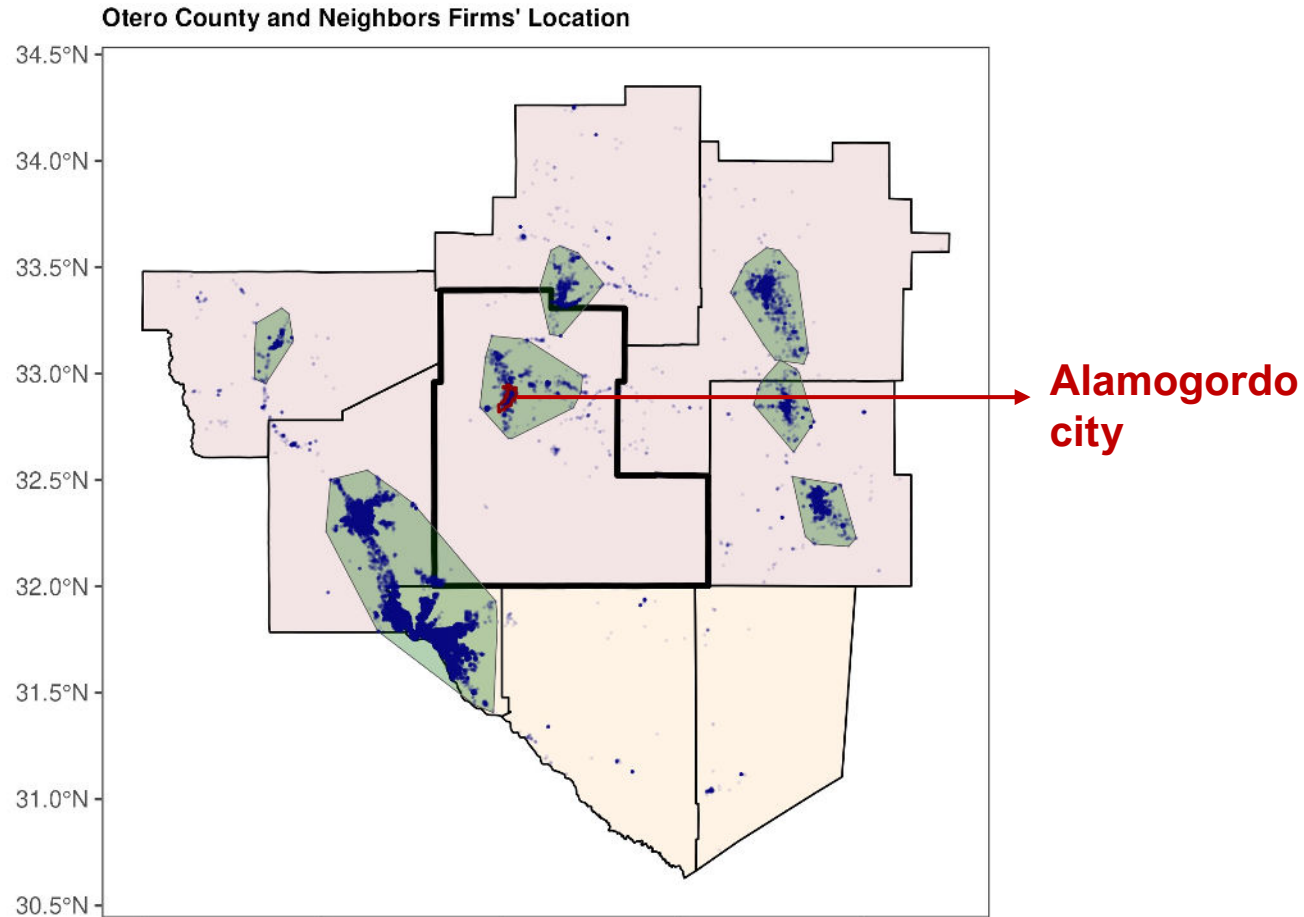 Otero County and Neighbors Firms' Location
34.5°N
34.0°N
33.5°N
33.0°N
32.5°N
32.0°N
31.5°N
31.0°N
30.5°N
Alamogordo
city